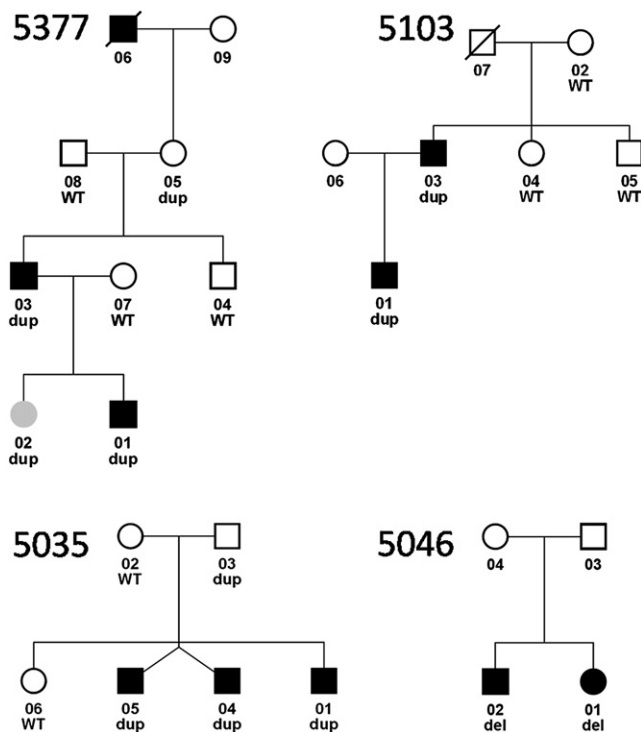 5377
06 09
08 05
WT dup
03 07 04
dup WT WT
02 01
dup dup
5103
07 02
WT
06 03 04 05
dup WT WT
01
dup
5035
02 03
WT dup
06 05 04 01
WT dup dup dup
5046
04 03
02 01
del del